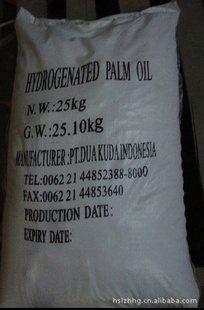 HYDROGENATED PALM OIL
N.W.:25kg
G.W.:25.10kg
MANUFACTURER:PT.DUA KUDA.INDONESIA
TEL:0062 21 44852388-8000
FAX:0062 21 44853640
PRODUCTION DATE:
EXPIRY DATE:
hslzhhg.cn.alibaba.com